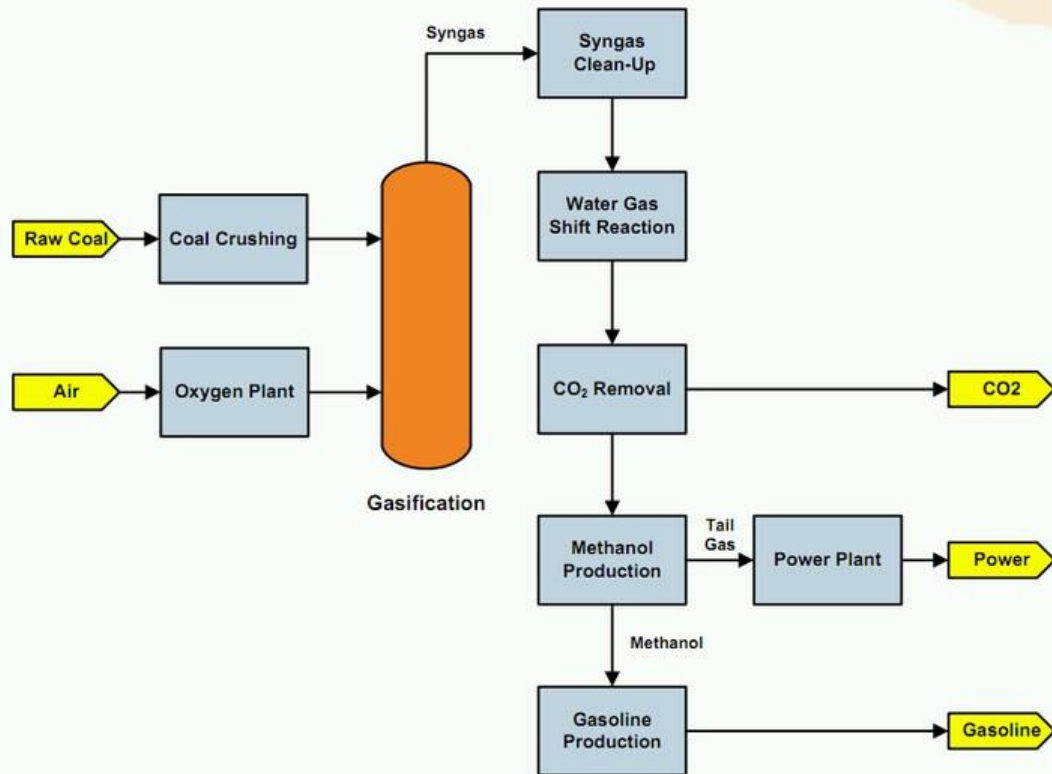 Syngas
Syngas
Clean-Up
Water Gas
Shift Reaction
Raw Coal
Coal Crushing
Air
Oxygen Plant
CO₂ Removal
CO2
Gasification
Methanol
Production
Tail
Gas
Power Plant
Power
Methanol
Gasoline
Production
Gasoline